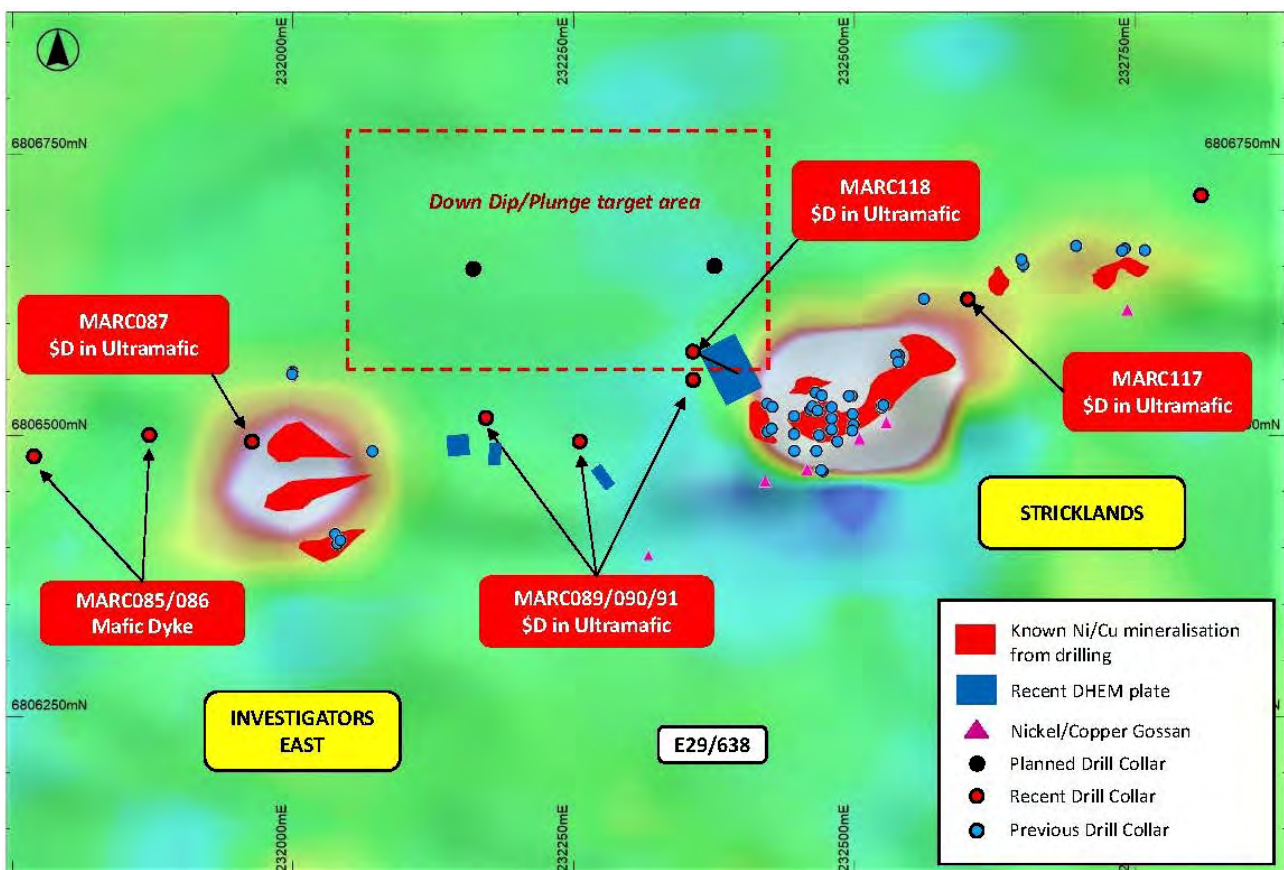 232000mE
232250mE
232500mE
232750mE
6806750mN
6806750mN
Down Dip/Plunge target area
MARC118
$D in Ultramafic
MARC087
$D in Ultramafic
MARC117
$D in Ultramafic
6806500mN
STRICKLANDS
MARC085/086
Mafic Dyke
MARC089/090/91
$D in Ultramafic
INVESTIGATORS
EAST
E29/638
6806250mN
232000mE
232250mE
232500mE
Known Ni/Cu mineralisation
from drilling
Recent DHEM plate
Nickel/Copper Gossan
Planned Drill Collar
Recent Drill Collar
Previous Drill Collar